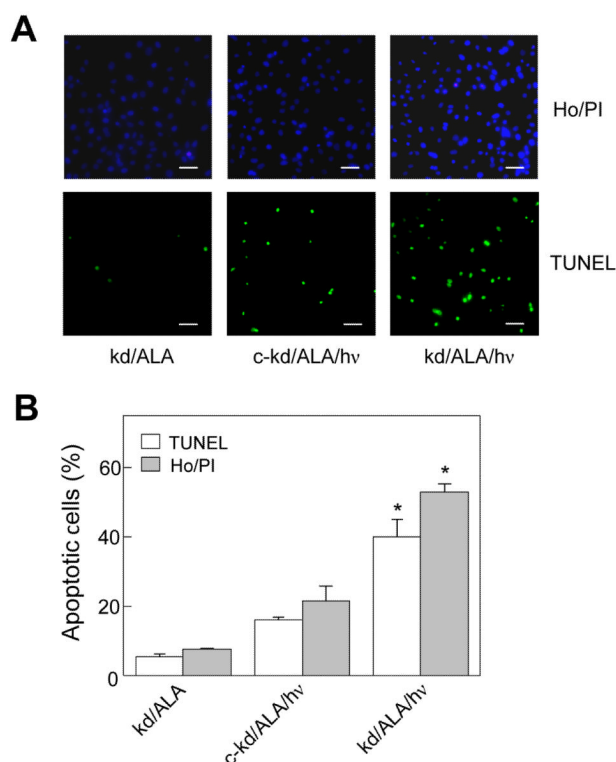 A
Ho/PI
TUNEL
kd/ALA c-kd/ALA/hν kd/ALA/hν
B
TUNEL
Ho/PI
Apoptotic cells (%)
60
40
20
0
* *
kd/ALA c-kd/ALA/hν kd/ALA/hν